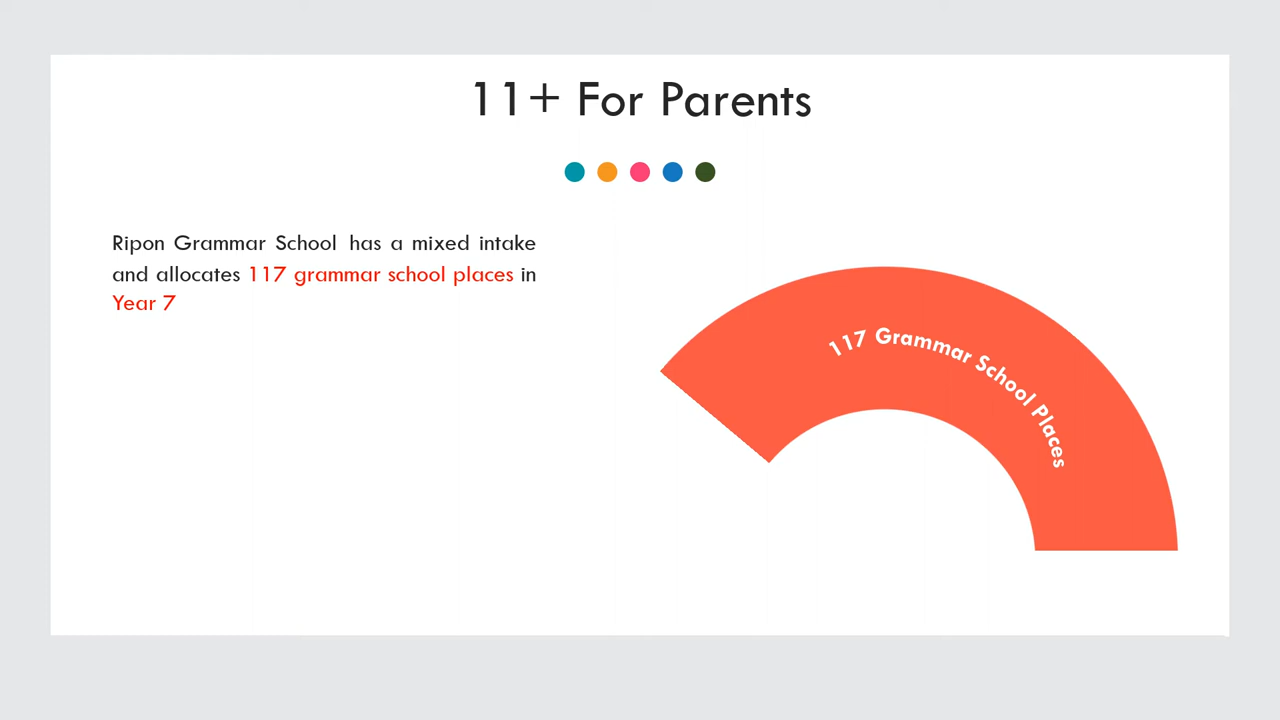 11+ For Parents
Ripon Grammar School has a mixed intake
and allocates 117 grammar school places in
Year 7
117 Grammar School Places